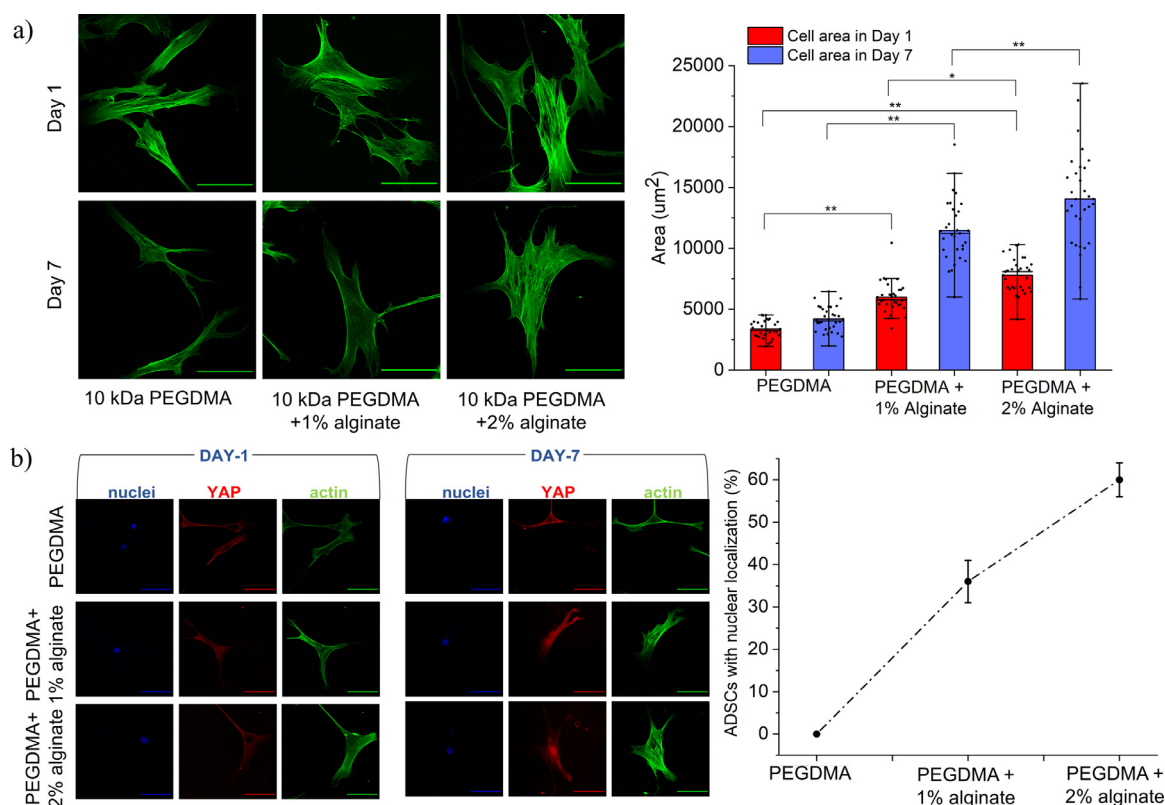 a)
Day 1
Day 7
10 kDa PEGDMA
10 kDa PEGDMA
+1% alginate
10 kDa PEGDMA
+2% alginate
Cell area in Day 1
Cell area in Day 7
**
*
**
**
**
Area (um²)
25000
20000
15000
10000
5000
0
PEGDMA
PEGDMA +
1% Alginate
PEGDMA +
2% Alginate
b)
DAY-1
DAY-7
nuclei
YAP
actin
nuclei
YAP
actin
PEGDMA
PEGDMA+
1% alginate
PEGDMA+
2% alginate
ADSCs with nuclear localization (%)
60
50
40
30
20
10
0
PEGDMA
PEGDMA +
1% alginate
PEGDMA +
2% alginate